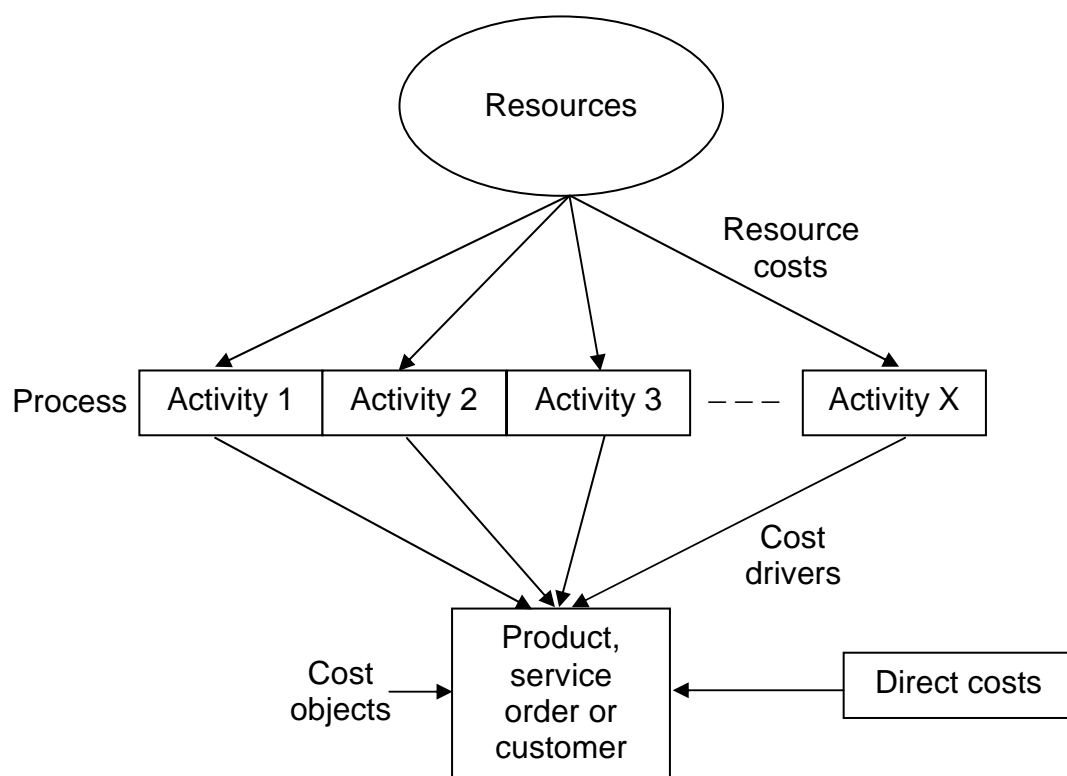 Resources
Resource
costs
Process
Activity 1
Activity 2
Activity 3
Activity X
Cost
drivers
Cost
objects
Product,
service
order or
customer
Direct costs